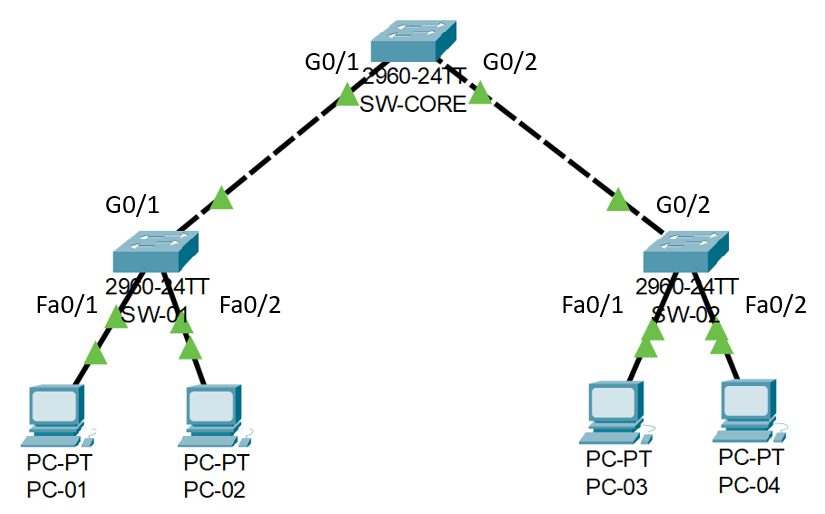 G0/1
G0/2
2960-24TT
SW-CORE
G0/1
G0/2
2960-24TT
SW-01
Fa0/1
Fa0/2
2960-24TT
SW-02
Fa0/1
Fa0/2
PC-PT
PC-01
PC-PT
PC-02
PC-PT
PC-03
PC-PT
PC-04